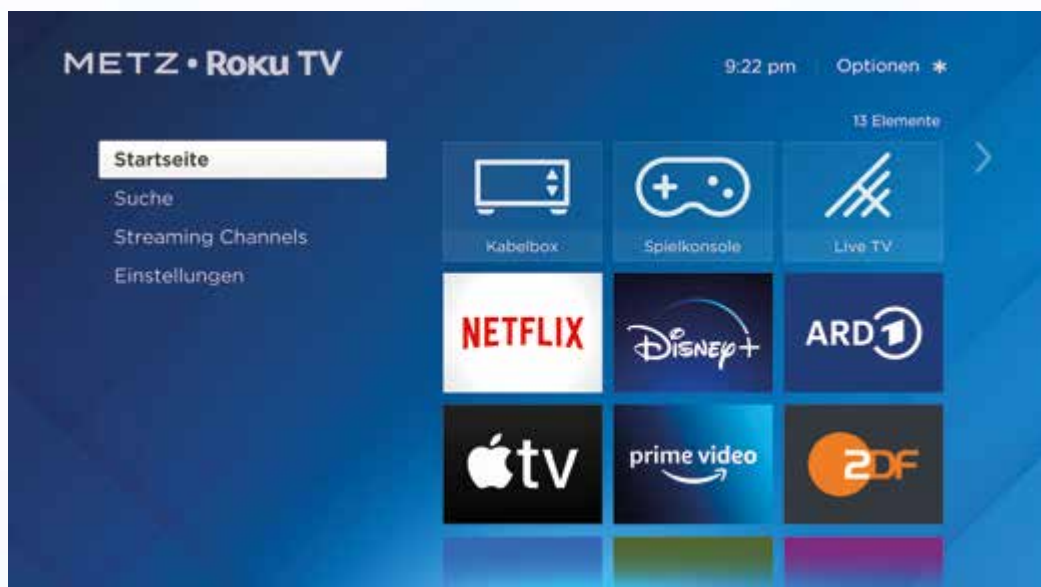 METZ • Roku TV
9:22 pm
Optionen *
13 Elemente
Startseite
Suche
Streaming Channels
Einstellungen
Kabelbox
Spielkonsole
Live TV
NETFLIX
Disney+
ARD 1
tv
prime video
ZDF